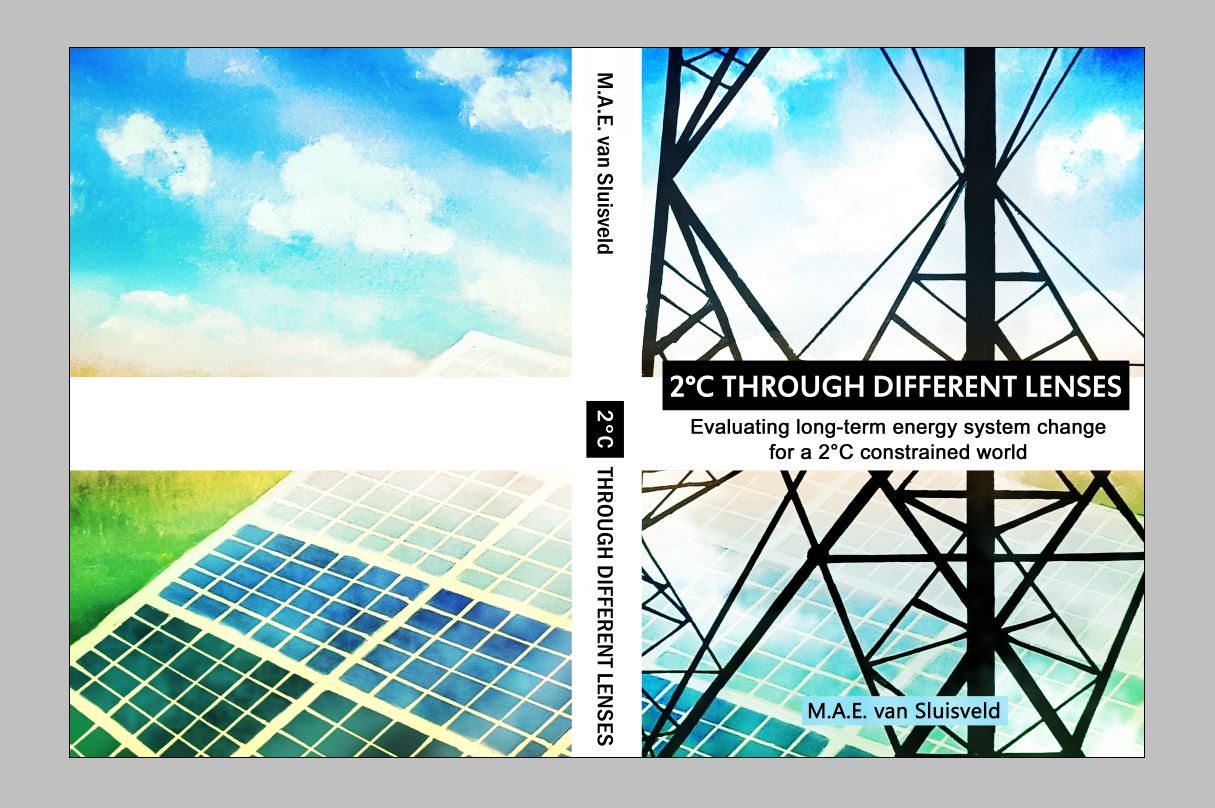 M.A.E. van Sluisveld
2°C THROUGH DIFFERENT LENSES
2°C THROUGH DIFFERENT LENSES
Evaluating long-term energy system change
for a 2°C constrained world
M.A.E. van Sluisveld